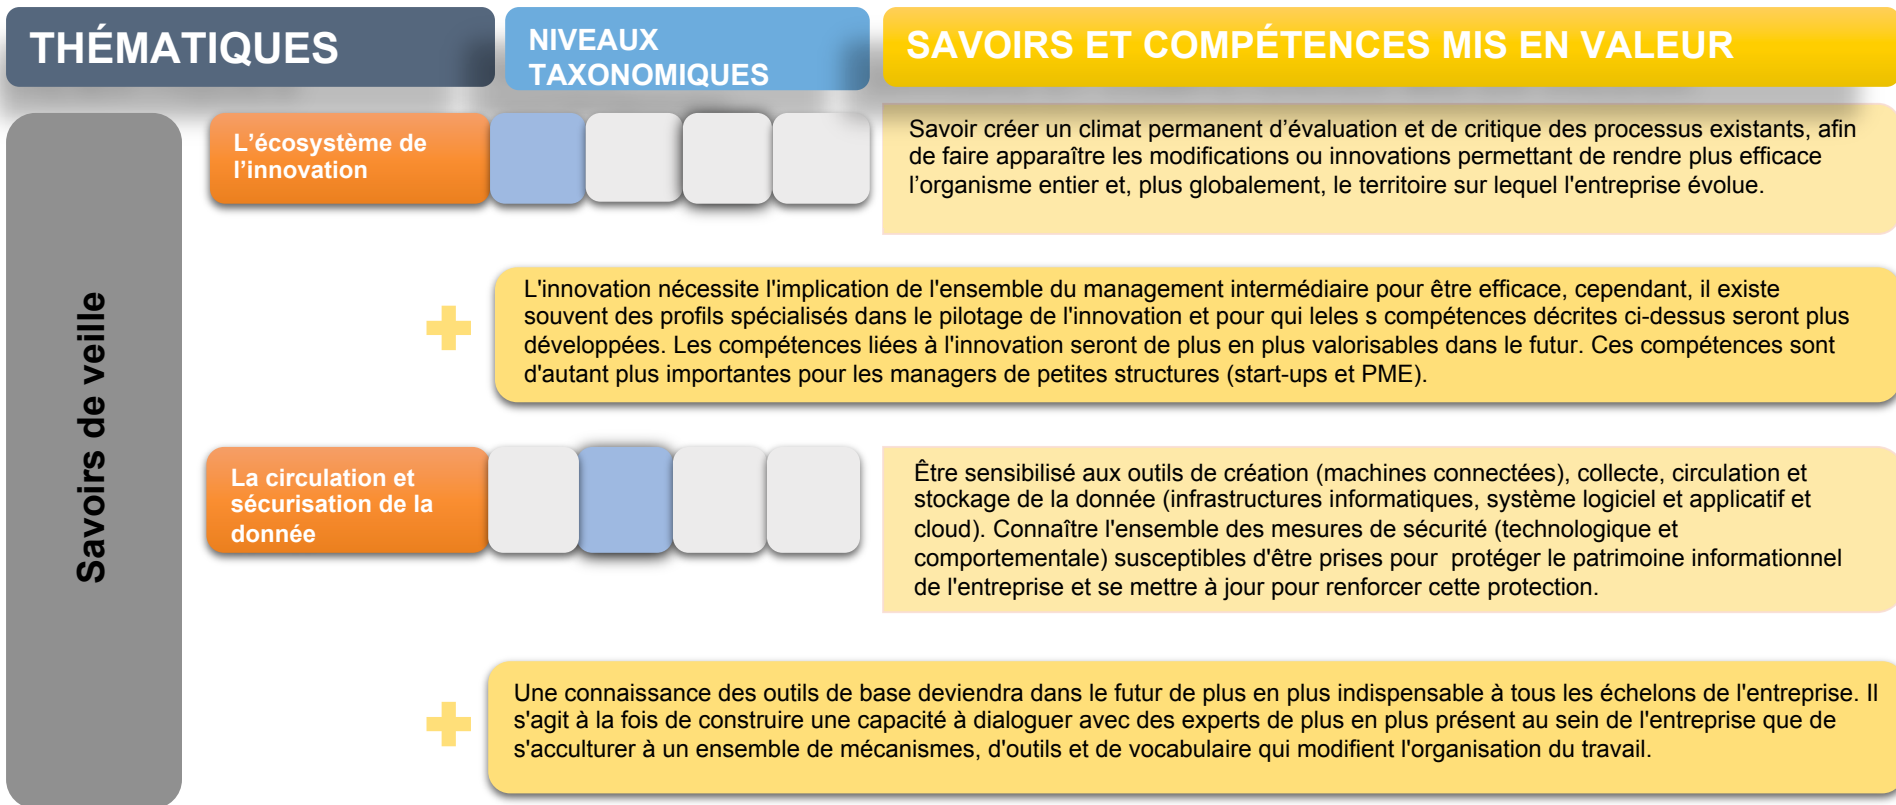 THÉMATIQUES
NIVEAUX
TAXONOMIQUES
SAVOIRS ET COMPÉTENCES MIS EN VALEUR
Savoirs de veille
L’écosystème de
l’innovation
Savoir créer un climat permanent d’évaluation et de critique des processus existants, afin
de faire apparaître les modifications ou innovations permettant de rendre plus efficace
l’organisme entier et, plus globalement, le territoire sur lequel l'entreprise évolue.
L'innovation nécessite l'implication de l'ensemble du management intermédiaire pour être efficace, cependant, il existe
souvent des profils spécialisés dans le pilotage de l'innovation et pour qui leles s compétences décrites ci-dessus seront plus
développées. Les compétences liées à l'innovation seront de plus en plus valorisables dans le futur. Ces compétences sont
d'autant plus importantes pour les managers de petites structures (start-ups et PME).
La circulation et
sécurisation de la
donnée
Être sensibilisé aux outils de création (machines connectées), collecte, circulation et
stockage de la donnée (infrastructures informatiques, système logiciel et applicatif et
cloud). Connaître l'ensemble des mesures de sécurité (technologique et
comportementale) susceptibles d'être prises pour  protéger le patrimoine informationnel
de l'entreprise et se mettre à jour pour renforcer cette protection.
Une connaissance des outils de base deviendra dans le futur de plus en plus indispensable à tous les échelons de l'entreprise. Il
s'agit à la fois de construire une capacité à dialoguer avec des experts de plus en plus présent au sein de l'entreprise que de
s'acculturer à un ensemble de mécanismes, d'outils et de vocabulaire qui modifient l'organisation du travail.